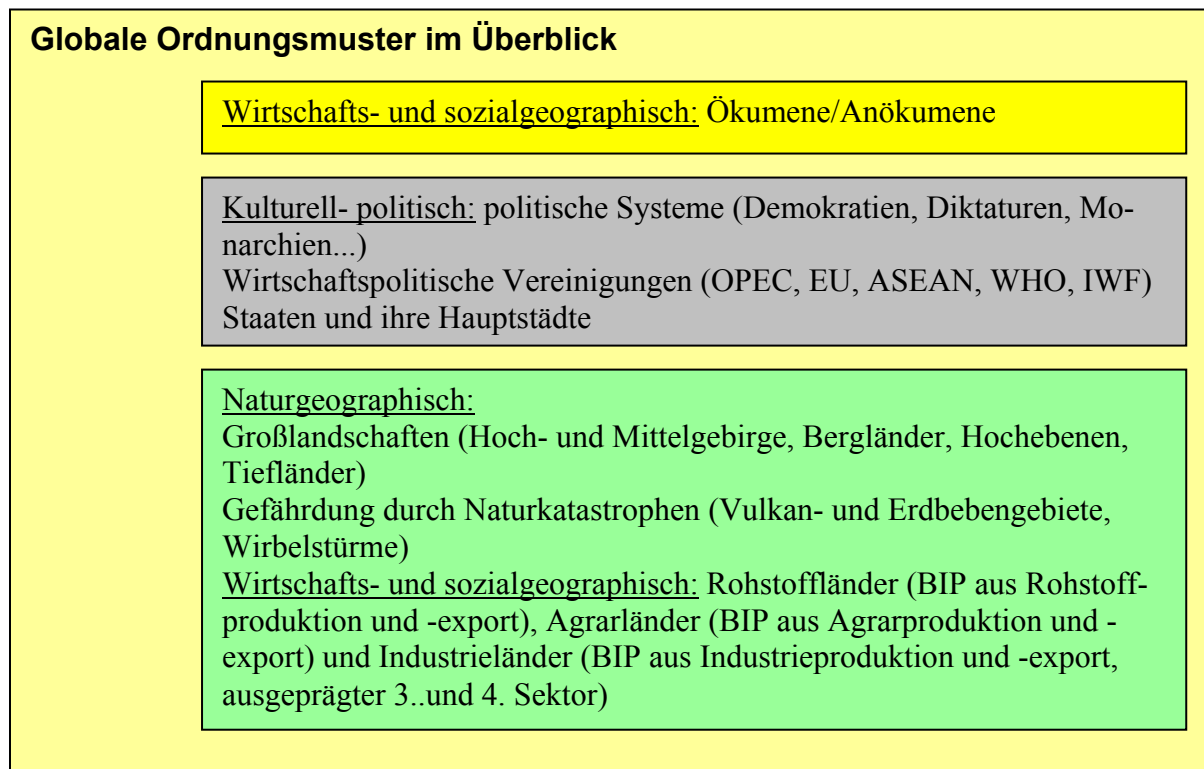 Globale Ordnungsmuster im Überblick
Wirtschafts- und sozialgeographisch: Ökumene/Anökumene
Kulturell- politisch: politische Systeme (Demokratien, Diktaturen, Mo-
narchien...)
Wirtschaftspolitische Vereinigungen (OPEC, EU, ASEAN, WHO, IWF)
Staaten und ihre Hauptstädte
Naturgeographisch:
Großlandschaften (Hoch- und Mittelgebirge, Bergländer, Hochebenen,
Tiefländer)
Gefährdung durch Naturkatastrophen (Vulkan- und Erdbebengebiete,
Wirbelstürme)
Wirtschafts- und sozialgeographisch: Rohstoffländer (BIP aus Rohstoff-
produktion und -export), Agrarländer (BIP aus Agrarproduktion und -
export) und Industrieländer (BIP aus Industrieproduktion und -export,
ausgeprägter 3..und 4. Sektor)